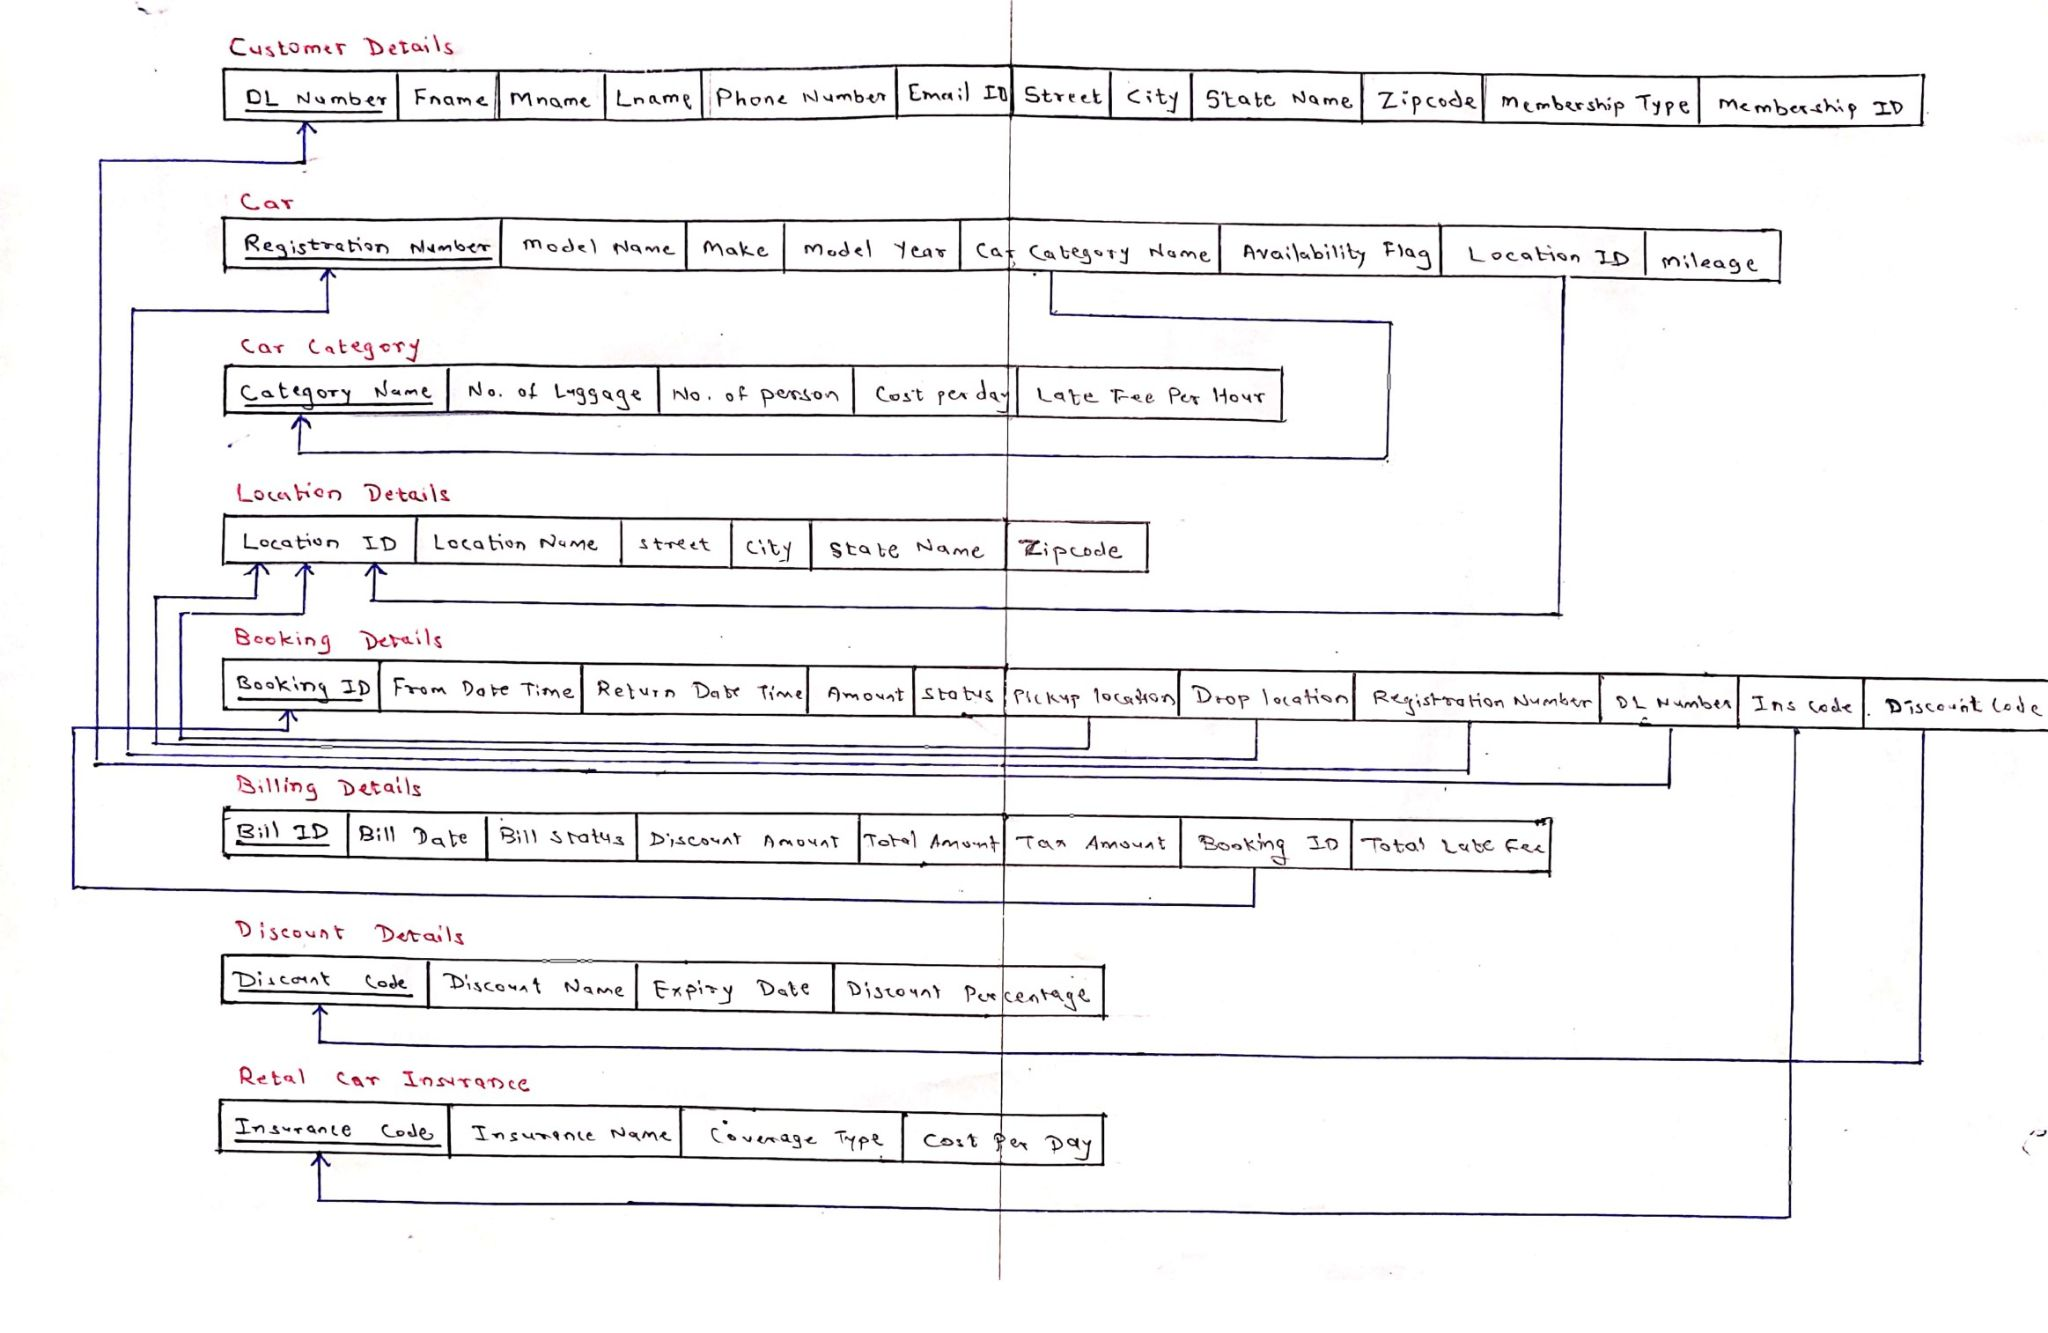 Customer Details
DL Number Fname Mname Lname Phone Number Email ID Street City State Name Zipcode Membership Type Membership ID
Car
Registration Number Model Name Make Model Year Car Category Name Availability Flag Location ID Mileage
Car Category
Category Name No. of Luggage No. of person Cost per day Late Fee Per Hour
Location Details
Location ID Location Name Street City State Name Zipcode
Booking Details
Booking ID From Date Time Return Date Time Amount Status Pickup location Drop location Registration Number DL Number Ins code Discount Code
Billing Details
Bill ID Bill Date Bill Status Discount Amount Total Amount Tax Amount Booking ID Total Late Fee
Discount Details
Discount Code Discount Name Expiry Date Discount Percentage
Retal Car Insurance
Insurance Code Insurance Name Coverage Type Cost Per Day